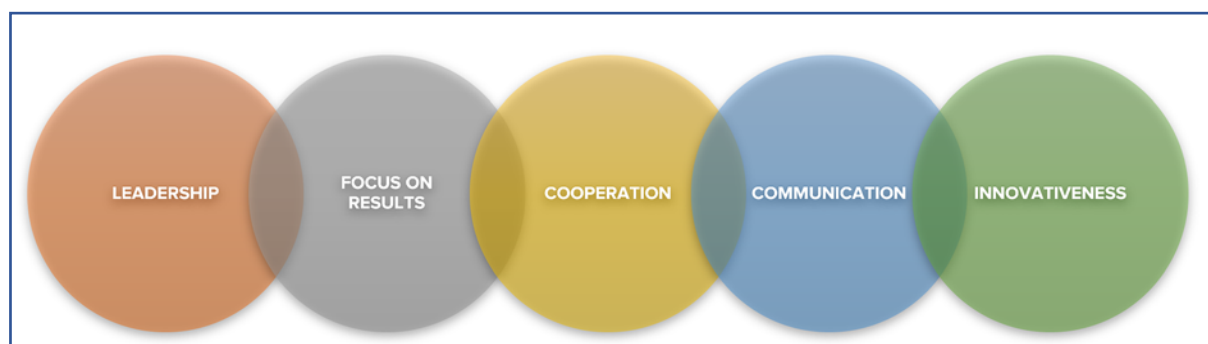 LEADERSHIP
FOCUS ON
RESULTS
COOPERATION
COMMUNICATION
INNOVATIVENESS